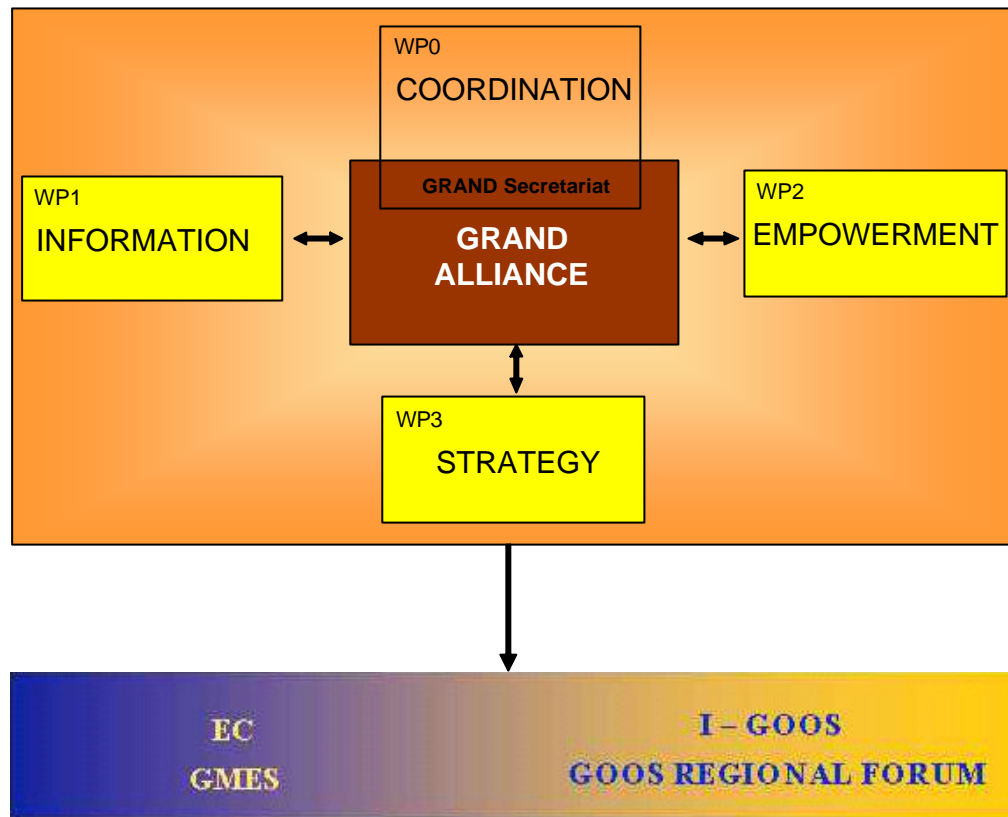 WP0
COORDINATION
GRAND Secretariat
GRAND
ALLIANCE
WP1
INFORMATION
WP2
EMPOWERMENT
WP3
STRATEGY
EC
GMES
I – GOOS
GOOS REGIONAL FORUM